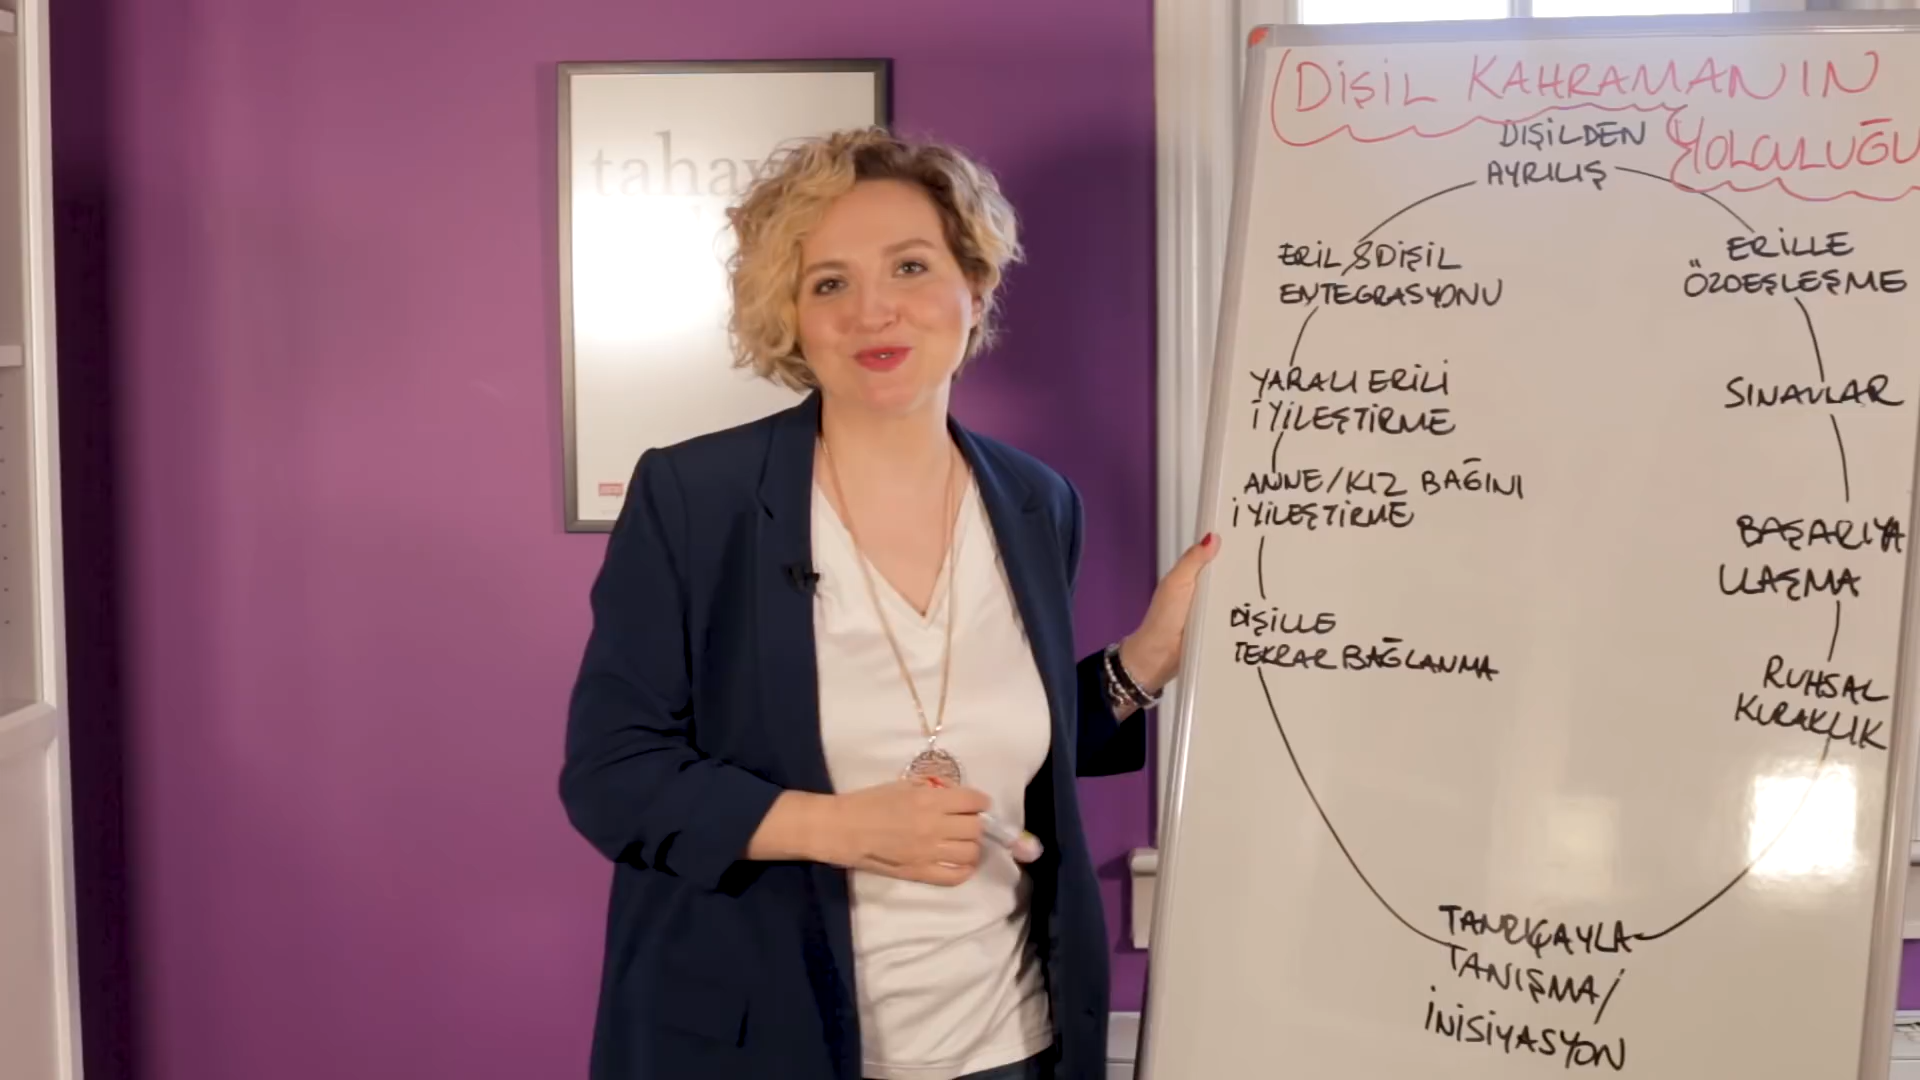 DİŞİL KAHRAMANIN
YOLCULUĞU
DIŞİLDEN
AYRILIŞ
ERİLLE
ÖZDEŞLEŞME
SINAVLAR
BAŞARIYA
ULAŞMA
RUHSAL
KURAKLIK
TANRIÇAYLA
TANIŞMA/
İNİSİYASYON
DİŞİLLE
TEKRAR BAĞLANMA
ANNE/KIZ BAĞINI
İYİLEŞTİRME
YARALI ERİLİ
İYİLEŞTİRME
ERİL & DİŞİL
ENTEGRASYONU